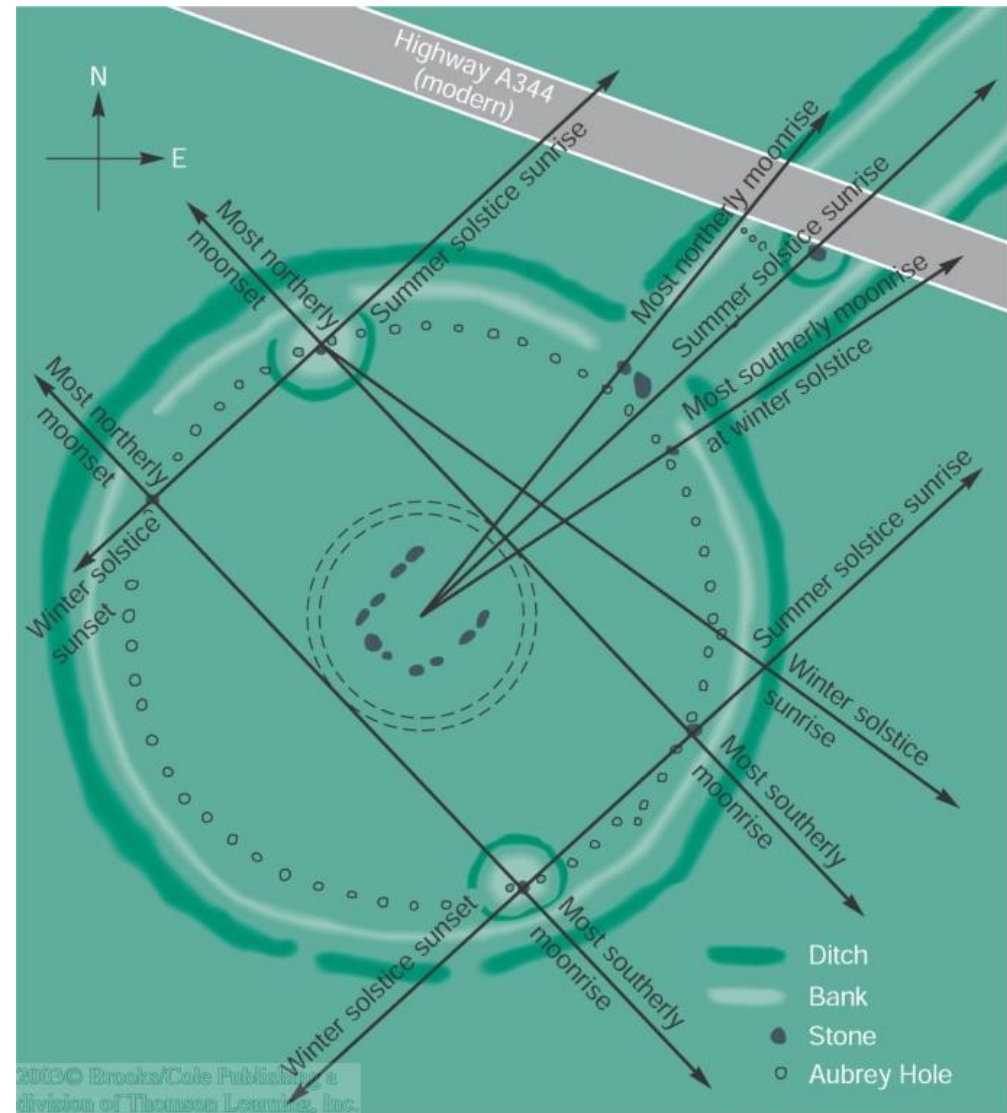 Highway A344
(modern)
N
E
Most northerly
moonset
Summer solstice sunrise
Most northerly moonrise
Summer solstice sunrise
Most southerly moonrise
at winter solstice
Most northerly
moonset
Winter solstice
sunset
Summer solstice sunrise
Winter solstice
sunrise
Most southerly
moonrise
Winter solstice sunset
Most southerly
moonrise
Ditch
Bank
Stone
Aubrey Hole
2003© Brooks/Cole Publishing a
division of Thomson Learning, Inc.